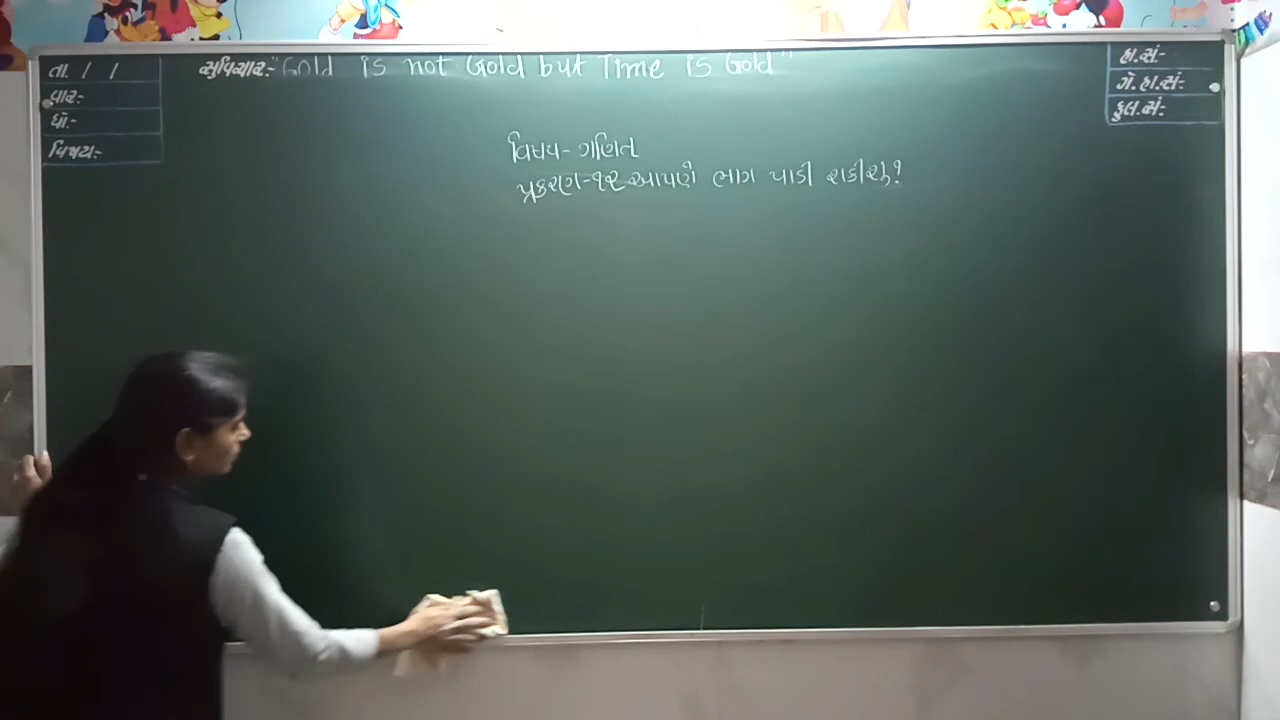 તા. / /
વાર:-
ધો:-
વિષય:-
સુવિચાર:-"Gold is not Gold but Time is Gold"
હા.સં:-
ગે. હા.સં:-
કુલ.સં:-
વિષય- ગણિત
પ્રકરણ-૧૨ આપણે ભાગ પાડી શકીશું?